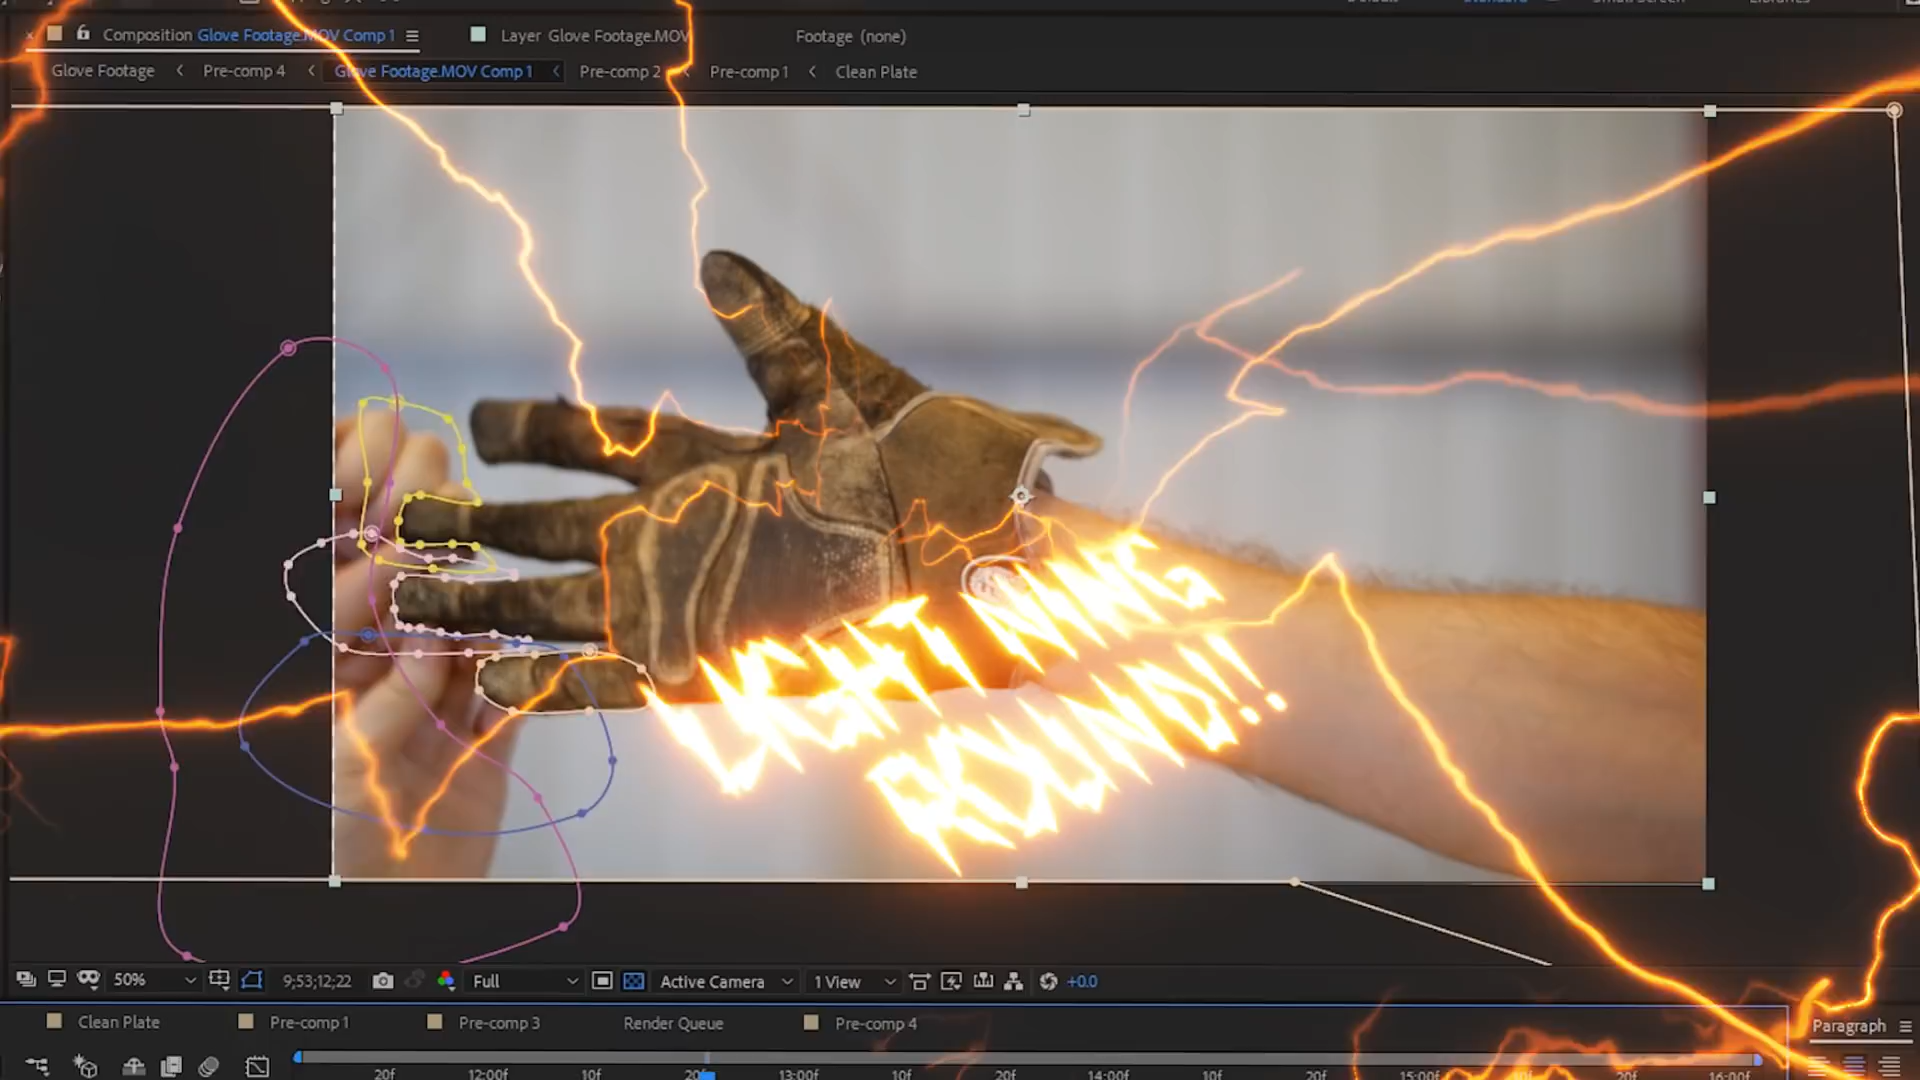 Composition Glove Footage.MOV Comp 1
Layer Glove Footage.MOV
Footage (none)
Glove Footage
Pre-comp 4
Glove Footage.MOV Comp 1
Pre-comp 2
Pre-comp 1
Clean Plate
LIGHTNING
ROUND!!
50%
9;53;12;22
Full
Active Camera
1 View
+0.0
Clean Plate
Pre-comp 1
Pre-comp 3
Render Queue
Pre-comp 4
Paragraph
20f
12:00f
10f
20f
13:00f
10f
20f
14:00f
10f
20f
15:00f
20f
16:00f